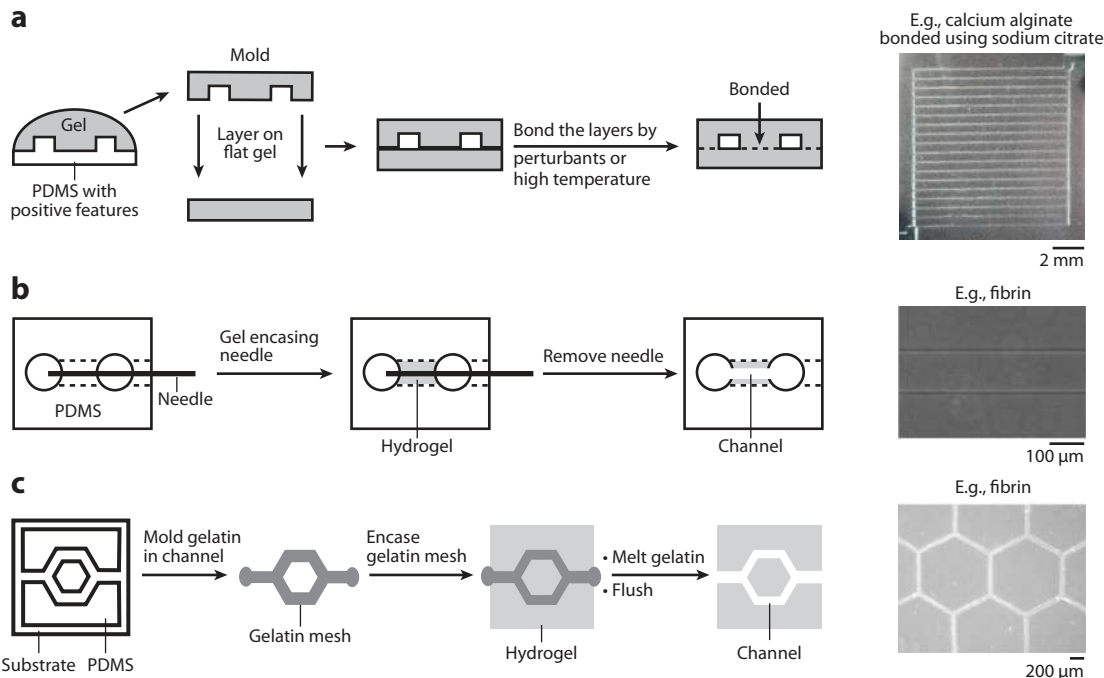 a
E.g., calcium alginate
bonded using sodium citrate
Mold
Gel
Layer on
flat gel
PDMS with
positive features
Bond the layers by
perturbants or
high temperature
Bonded
2 mm
b
E.g., fibrin
Gel encasing
needle
Remove needle
Needle
PDMS
Hydrogel
Channel
100 µm
c
E.g., fibrin
Mold gelatin
in channel
Encase
gelatin mesh
• Melt gelatin
• Flush
Gelatin mesh
Substrate
PDMS
Hydrogel
Channel
200 µm